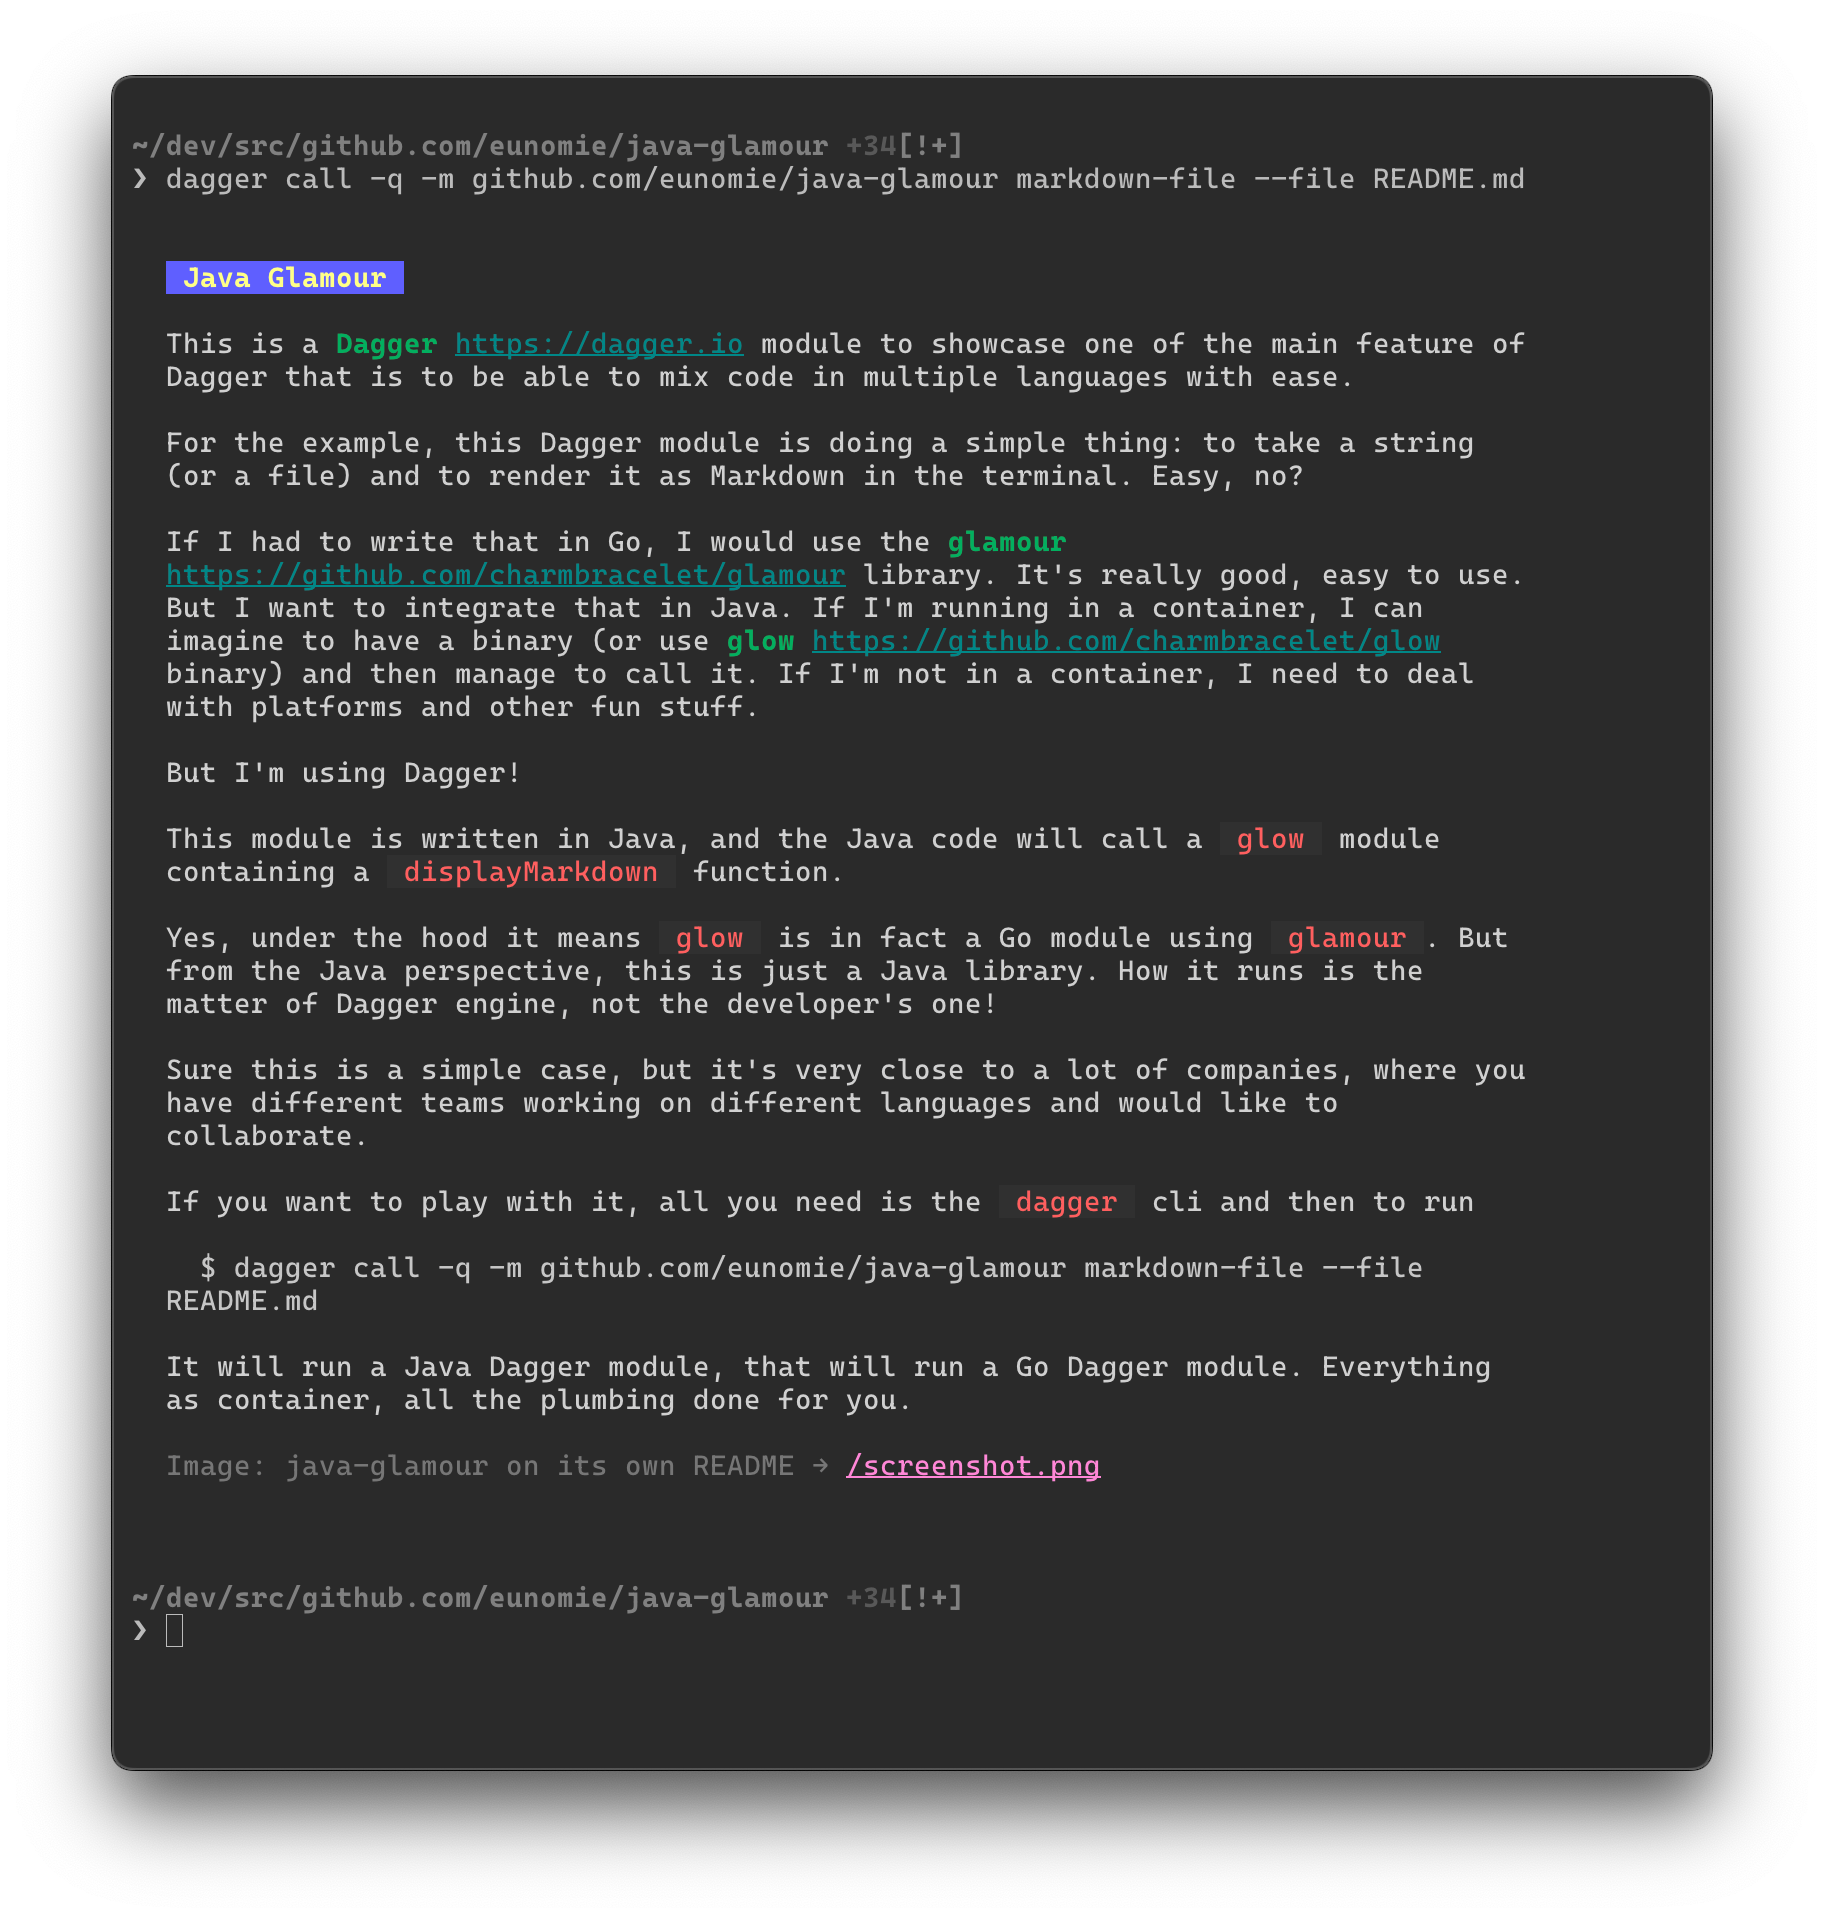 ~/dev/src/github.com/eunomie/java-glamour +34[!+]
❯ dagger call -q -m github.com/eunomie/java-glamour markdown-file --file README.md
Java Glamour
This is a Dagger https://dagger.io module to showcase one of the main feature of
Dagger that is to be able to mix code in multiple languages with ease.
For the example, this Dagger module is doing a simple thing: to take a string
(or a file) and to render it as Markdown in the terminal. Easy, no?
If I had to write that in Go, I would use the glamour
https://github.com/charmbracelet/glamour library. It's really good, easy to use.
But I want to integrate that in Java. If I'm running in a container, I can
imagine to have a binary (or use glow https://github.com/charmbracelet/glow
binary) and then manage to call it. If I'm not in a container, I need to deal
with platforms and other fun stuff.
But I'm using Dagger!
This module is written in Java, and the Java code will call a glow module
containing a displayMarkdown function.
Yes, under the hood it means glow is in fact a Go module using glamour . But
from the Java perspective, this is just a Java library. How it runs is the
matter of Dagger engine, not the developer's one!
Sure this is a simple case, but it's very close to a lot of companies, where you
have different teams working on different languages and would like to
collaborate.
If you want to play with it, all you need is the dagger cli and then to run
$ dagger call -q -m github.com/eunomie/java-glamour markdown-file --file
README.md
It will run a Java Dagger module, that will run a Go Dagger module. Everything
as container, all the plumbing done for you.
Image: java-glamour on its own README → /screenshot.png
~/dev/src/github.com/eunomie/java-glamour +34[!+]
❯